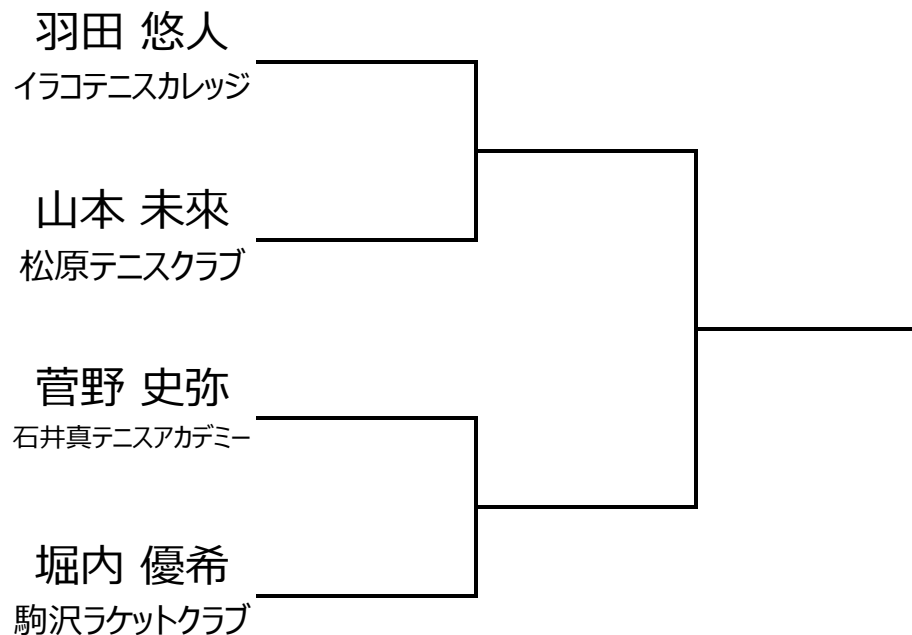 羽田 悠人
イラコテニスカレッジ
山本 未來
松原テニスクラブ
菅野 史弥
石井真テニスアカデミー
堀内 優希
駒沢ラケットクラブ